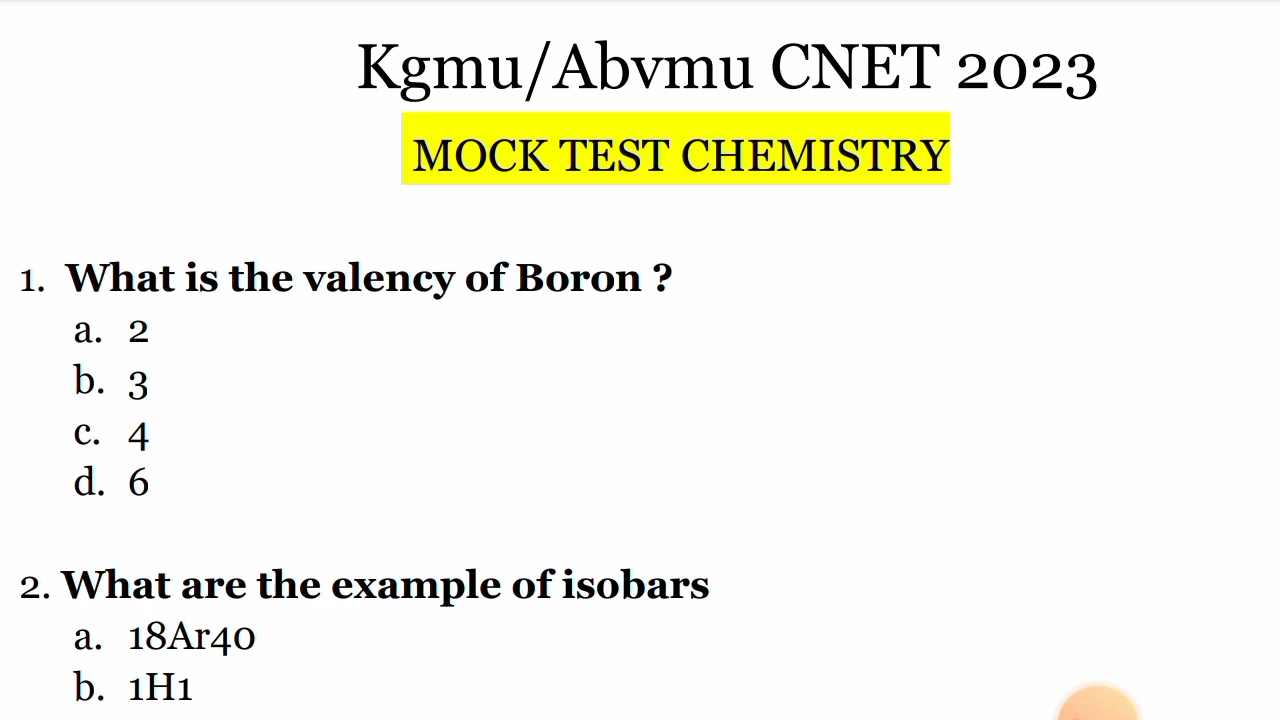 Kgmu/Abvmu CNET 2023
MOCK TEST CHEMISTRY
1. What is the valency of Boron ?
a. 2
b. 3
c. 4
d. 6
2. What are the example of isobars
a. 18Ar40
b. 1H1